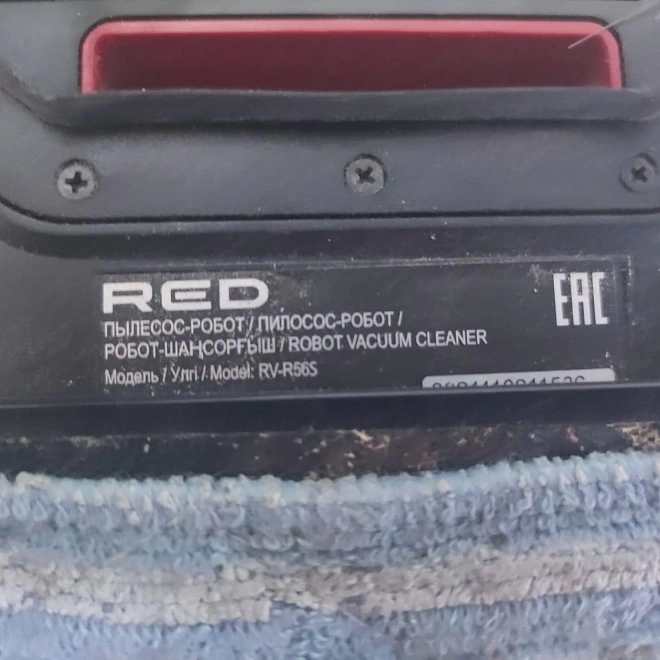 RED
EAC
ПЫЛЕСОС-РОБОТ / ПИЛОСОС-РОБОТ /
РОБОТ-ШАҢСОРҒЫШ / ROBOT VACUUM CLEANER
Модель / Үлгі / Model: RV-R56S